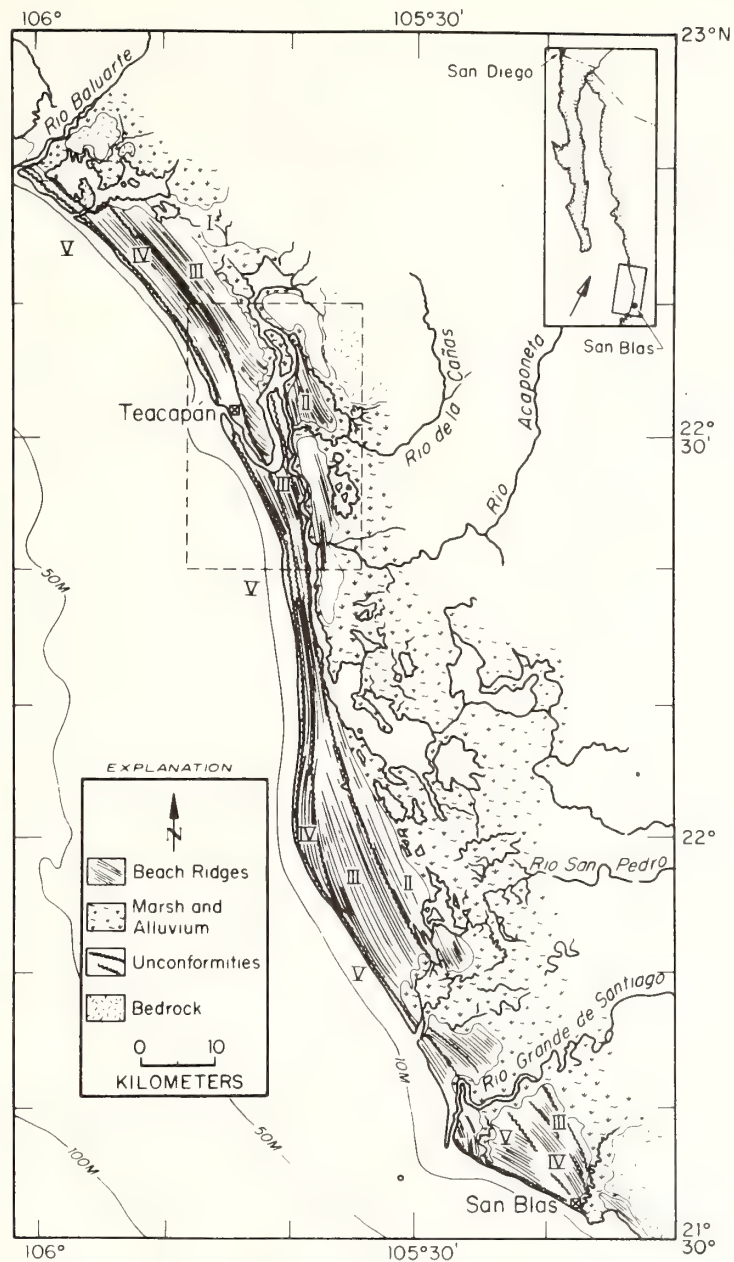 106°
105°30'
23°N
San Diego
San Blas
Rio Baluarte
I
V
IV
III
II
Teacapán
Rio de la Cañas
Rio Acaponeta
22°
30'
III
V
50M
EXPLANATION
N
Beach Ridges
Marsh and
Alluvium
Unconformities
Bedrock
0 10
KILOMETERS
IV
III
II
V
22°
Rio San Pedro
Rio Grande de Santiago
10M
50M
100M
V
III
IV
San Blas
106°
105°30'
21°
30'